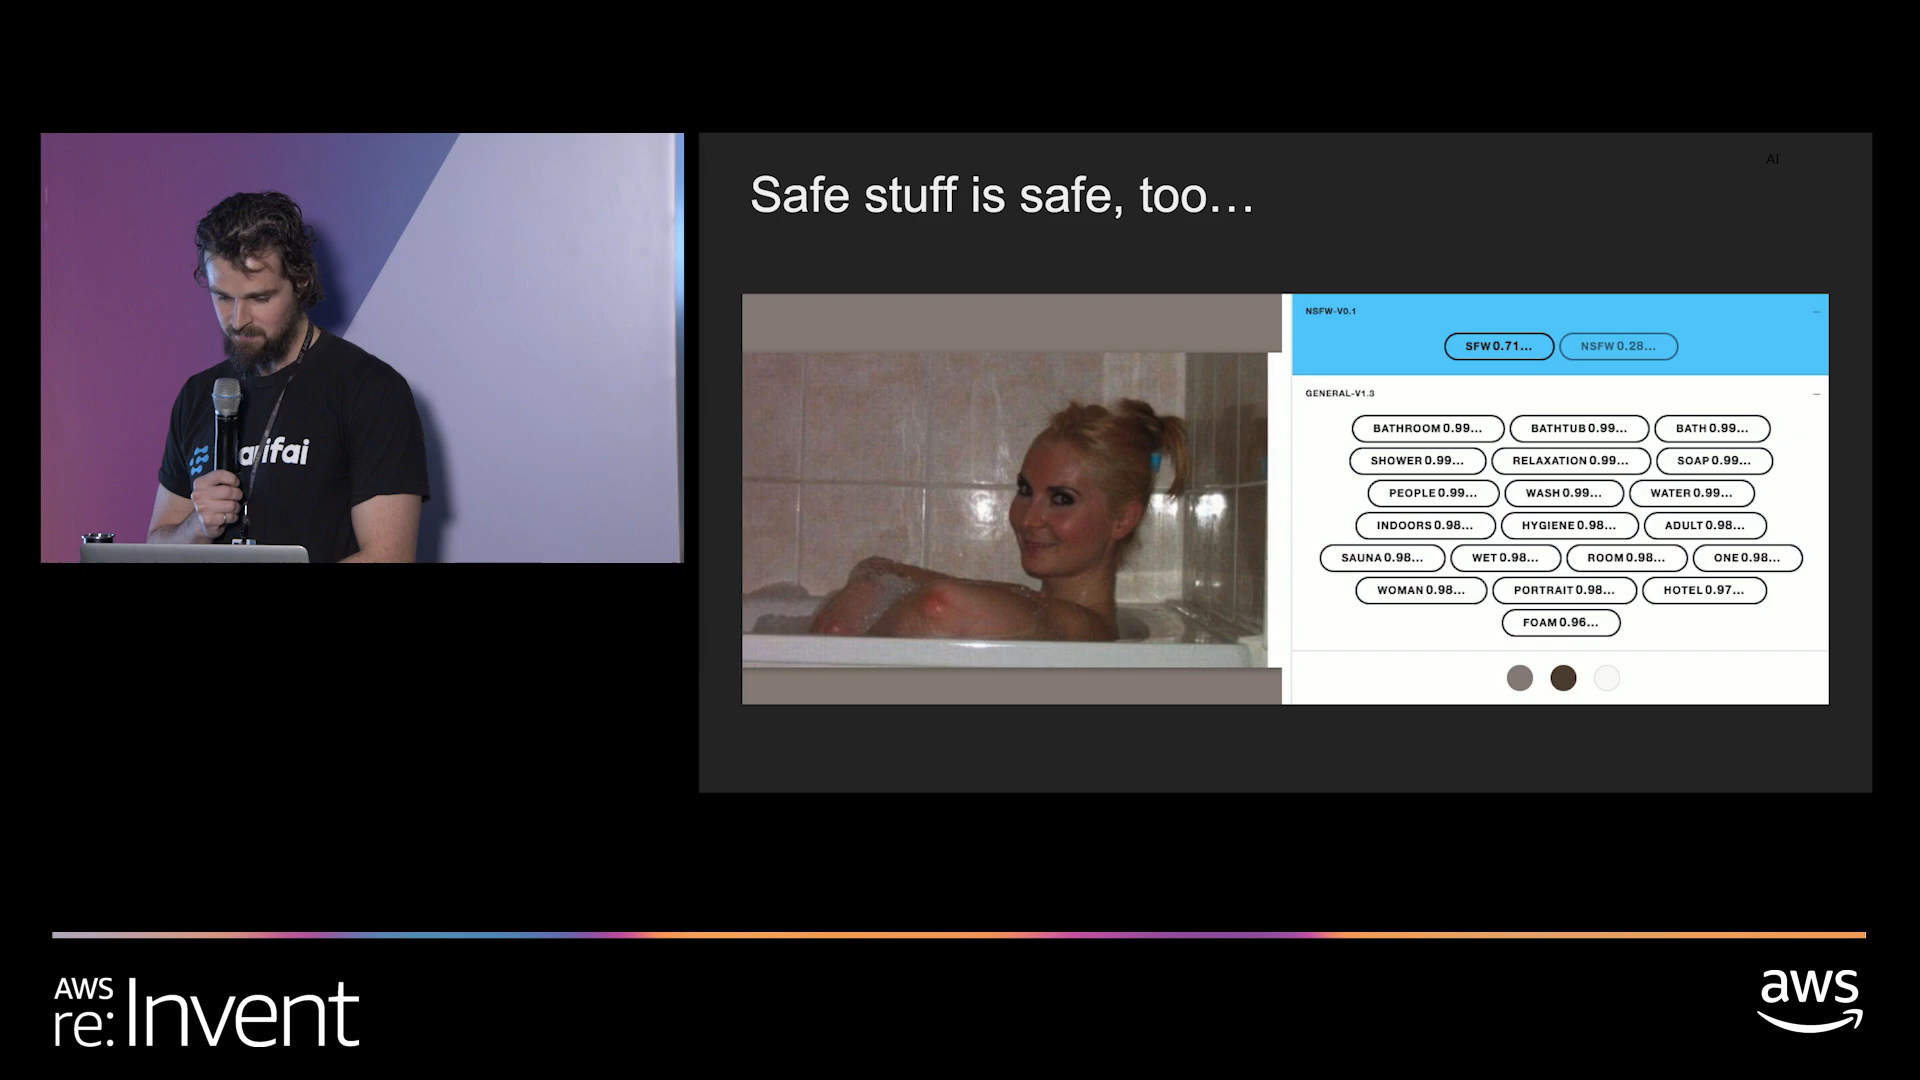 AI
Safe stuff is safe, too...
NSFW-V0.1
SFW 0.71... NSFW 0.28...
GENERAL-V1.3
BATHROOM 0.99... BATHTUB 0.99... BATH 0.99...
SHOWER 0.99... RELAXATION 0.99... SOAP 0.99...
PEOPLE 0.99... WASH 0.99... WATER 0.99...
INDOORS 0.98... HYGIENE 0.98... ADULT 0.98...
SAUNA 0.98... WET 0.98... ROOM 0.98... ONE 0.98...
WOMAN 0.98... PORTRAIT 0.98... HOTEL 0.97...
FOAM 0.96...
AWS
re:Invent
aws